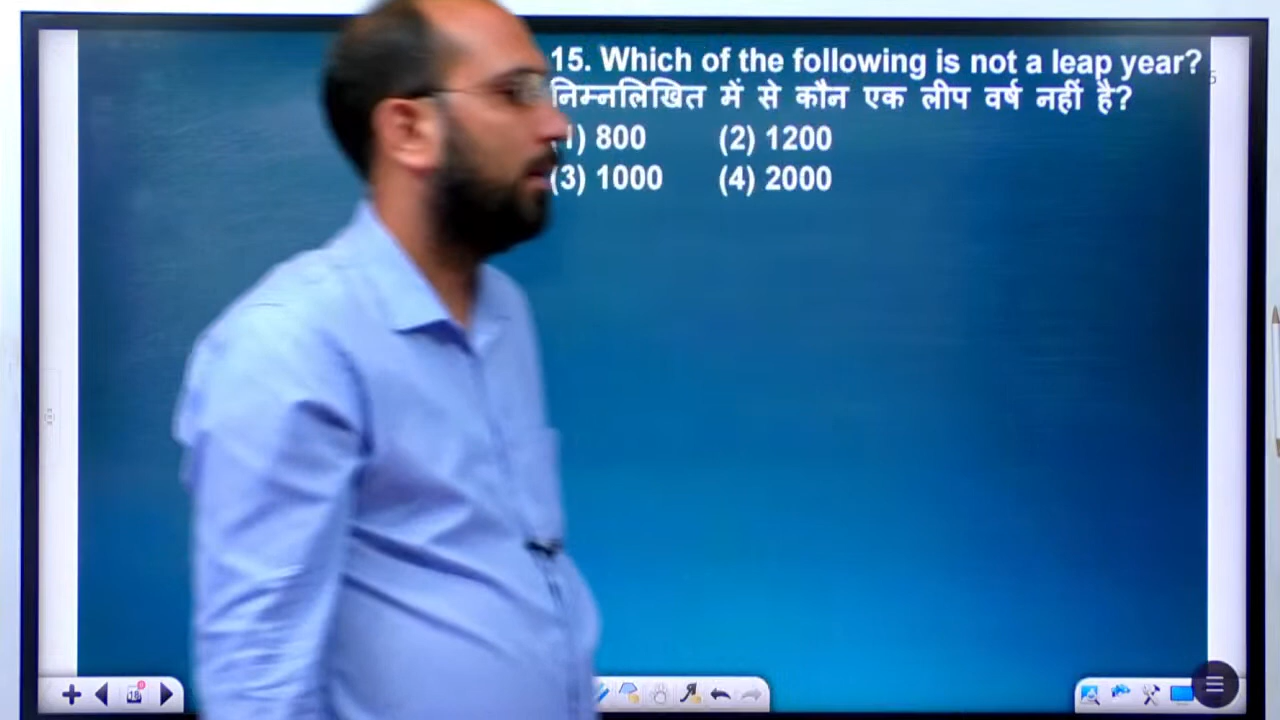 15. Which of the following is not a leap year?
निम्नलिखित में से कौन एक लीप वर्ष नहीं है?
1) 800 (2) 1200
(3) 1000 (4) 2000